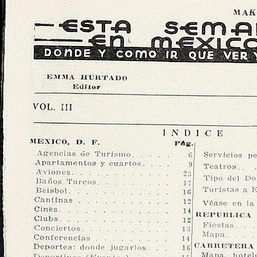 MAK
ESTA SEMA
EN MEXICO
DONDE Y COMO IR QUE VER Y
EMMA HURTADO
Editor
VOL. III
INDICE
MEXICO, D. F. Pág.
Agencias de Turismo 6
Apartamentos y cuartos 9
Aviones 23
Baños Turcos 17
Beisbol 16
Cantinas 12
Cines 14
Clubs 12
Conciertos 13
Conferencias 14
Deportes: donde jugarlos 16
Servicios pe
Teatros
Tipo del Do
Turistas a E
Véase en la
REPUBLICA
Fiestas
Mapa
CARRETERA
Mapa, hotele